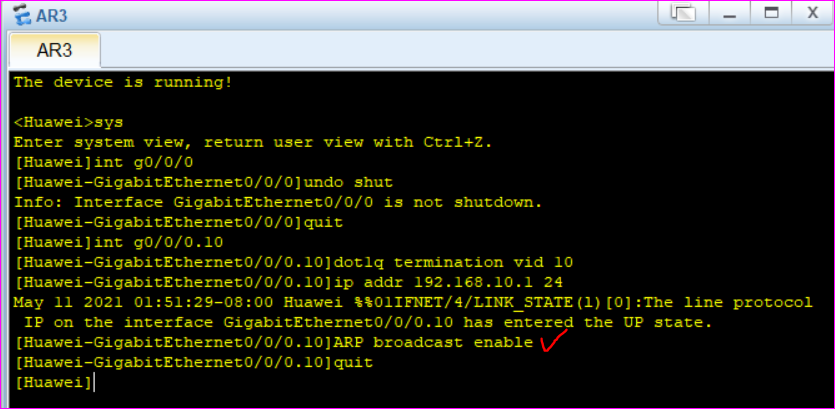 AR3
AR3
The device is running!
<Huawei>sys
Enter system view, return user view with Ctrl+Z.
[Huawei]int g0/0/0
[Huawei-GigabitEthernet0/0/0]undo shut
Info: Interface GigabitEthernet0/0/0 is not shutdown.
[Huawei-GigabitEthernet0/0/0]quit
[Huawei]int g0/0/0.10
[Huawei-GigabitEthernet0/0/0.10]dot1q termination vid 10
[Huawei-GigabitEthernet0/0/0.10]ip addr 192.168.10.1 24
May 11 2021 01:51:29-08:00 Huawei %%01IFNET/4/LINK_STATE(l)[0]:The line protocol
IP on the interface GigabitEthernet0/0/0.10 has entered the UP state.
[Huawei-GigabitEthernet0/0/0.10]ARP broadcast enable
[Huawei-GigabitEthernet0/0/0.10]quit
[Huawei]